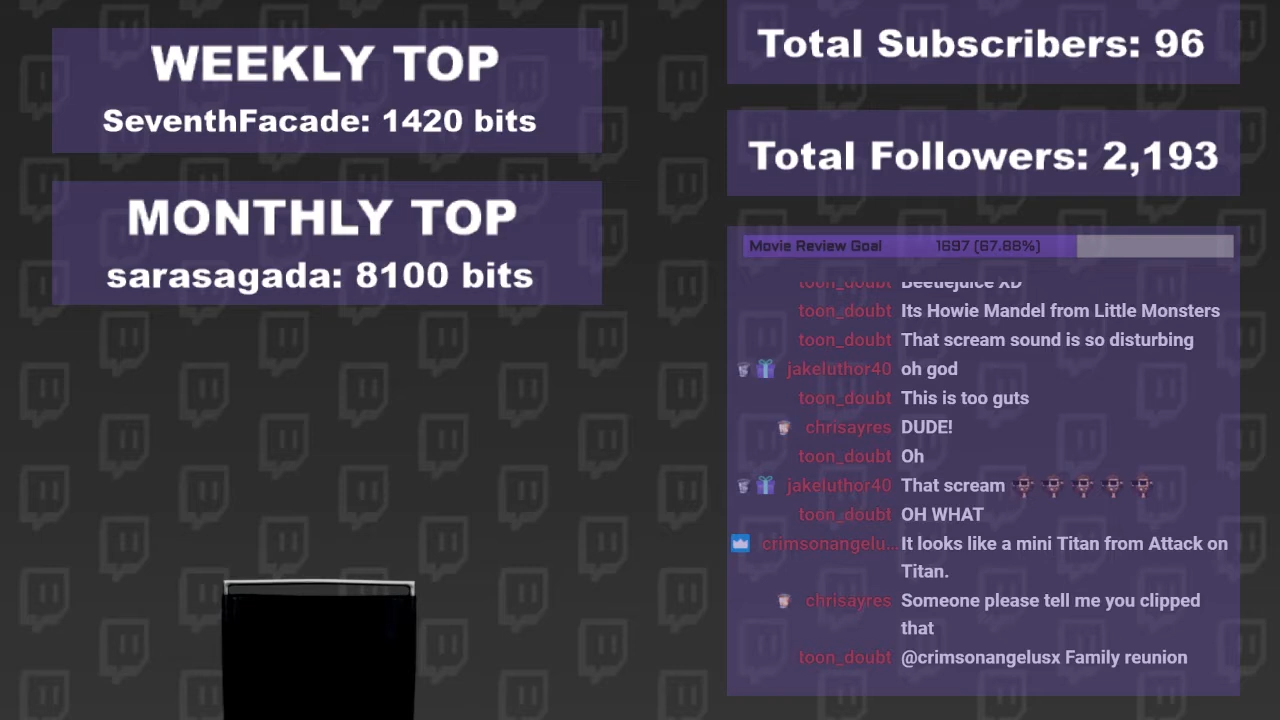 WEEKLY TOP
SeventhFacade: 1420 bits
MONTHLY TOP
sarasagada: 8100 bits
Total Subscribers: 96
Total Followers: 2,193
Movie Review Goal 1697 (67.88%)
toon_doubt Beetlejuice XD
toon_doubt Its Howie Mandel from Little Monsters
toon_doubt That scream sound is so disturbing
jakeluthor40 oh god
toon_doubt This is too guts
chrisayres DUDE!
toon_doubt Oh
jakeluthor40 That scream
toon_doubt OH WHAT
crimsonangelu... It looks like a mini Titan from Attack on
Titan.
chrisayres Someone please tell me you clipped
that
toon_doubt @crimsonangelusx Family reunion